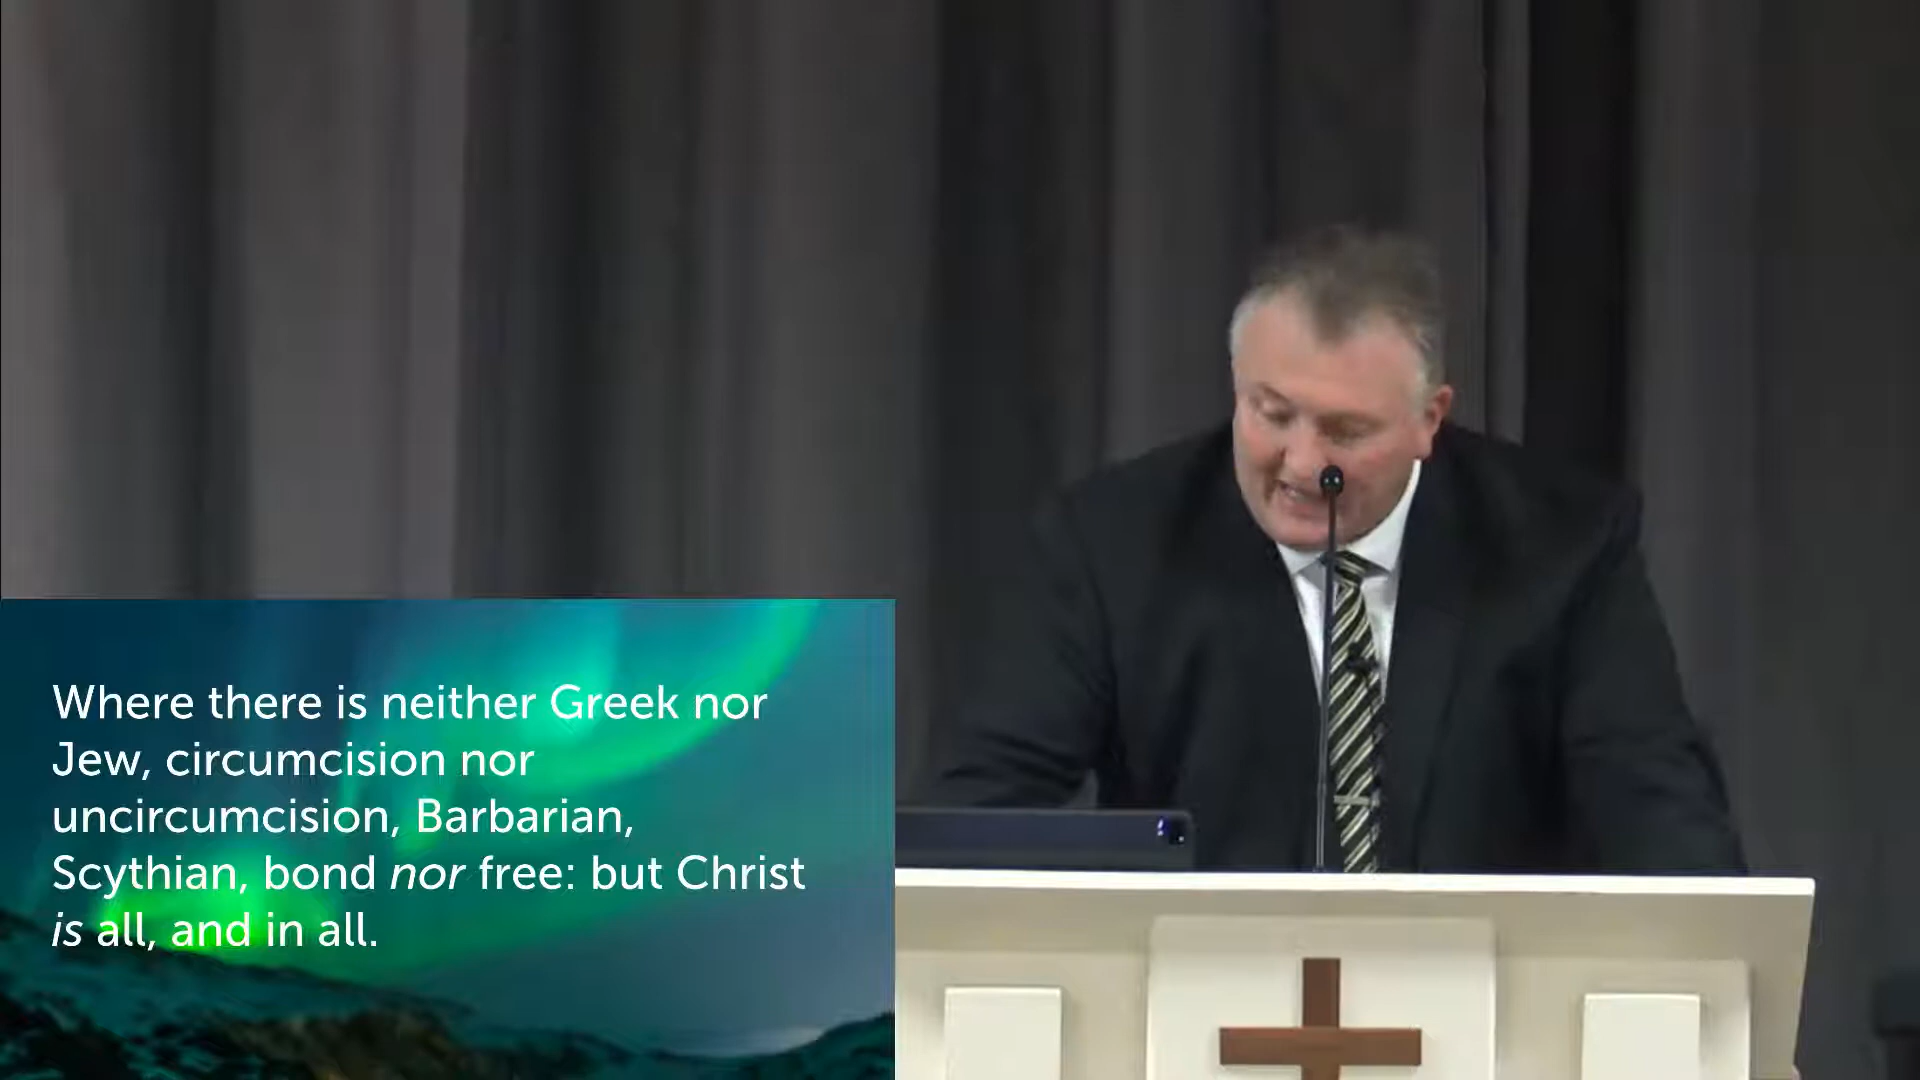 Where there is neither Greek nor
Jew, circumcision nor
uncircumcision, Barbarian,
Scythian, bond nor free: but Christ
is all, and in all.